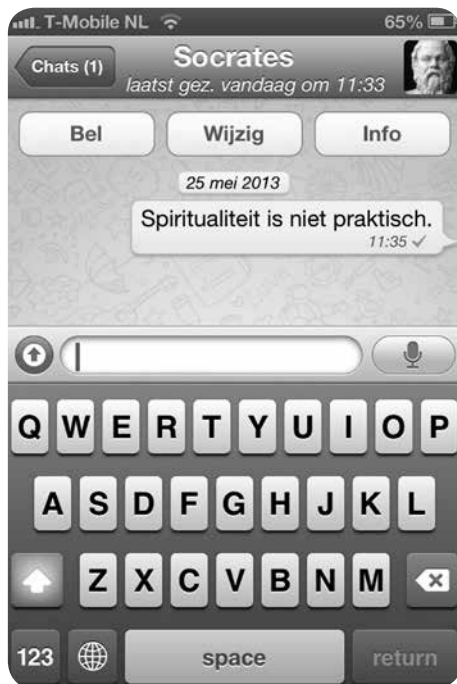 T-Mobile NL 65%
Chats (1) Socrates
laatst gez. vandaag om 11:33
Bel Wijzig Info
25 mei 2013
Spiritualiteit is niet praktisch.
11:35
Q W E R T Y U I O P
A S D F G H J K L
Z X C V B N M
123 space return